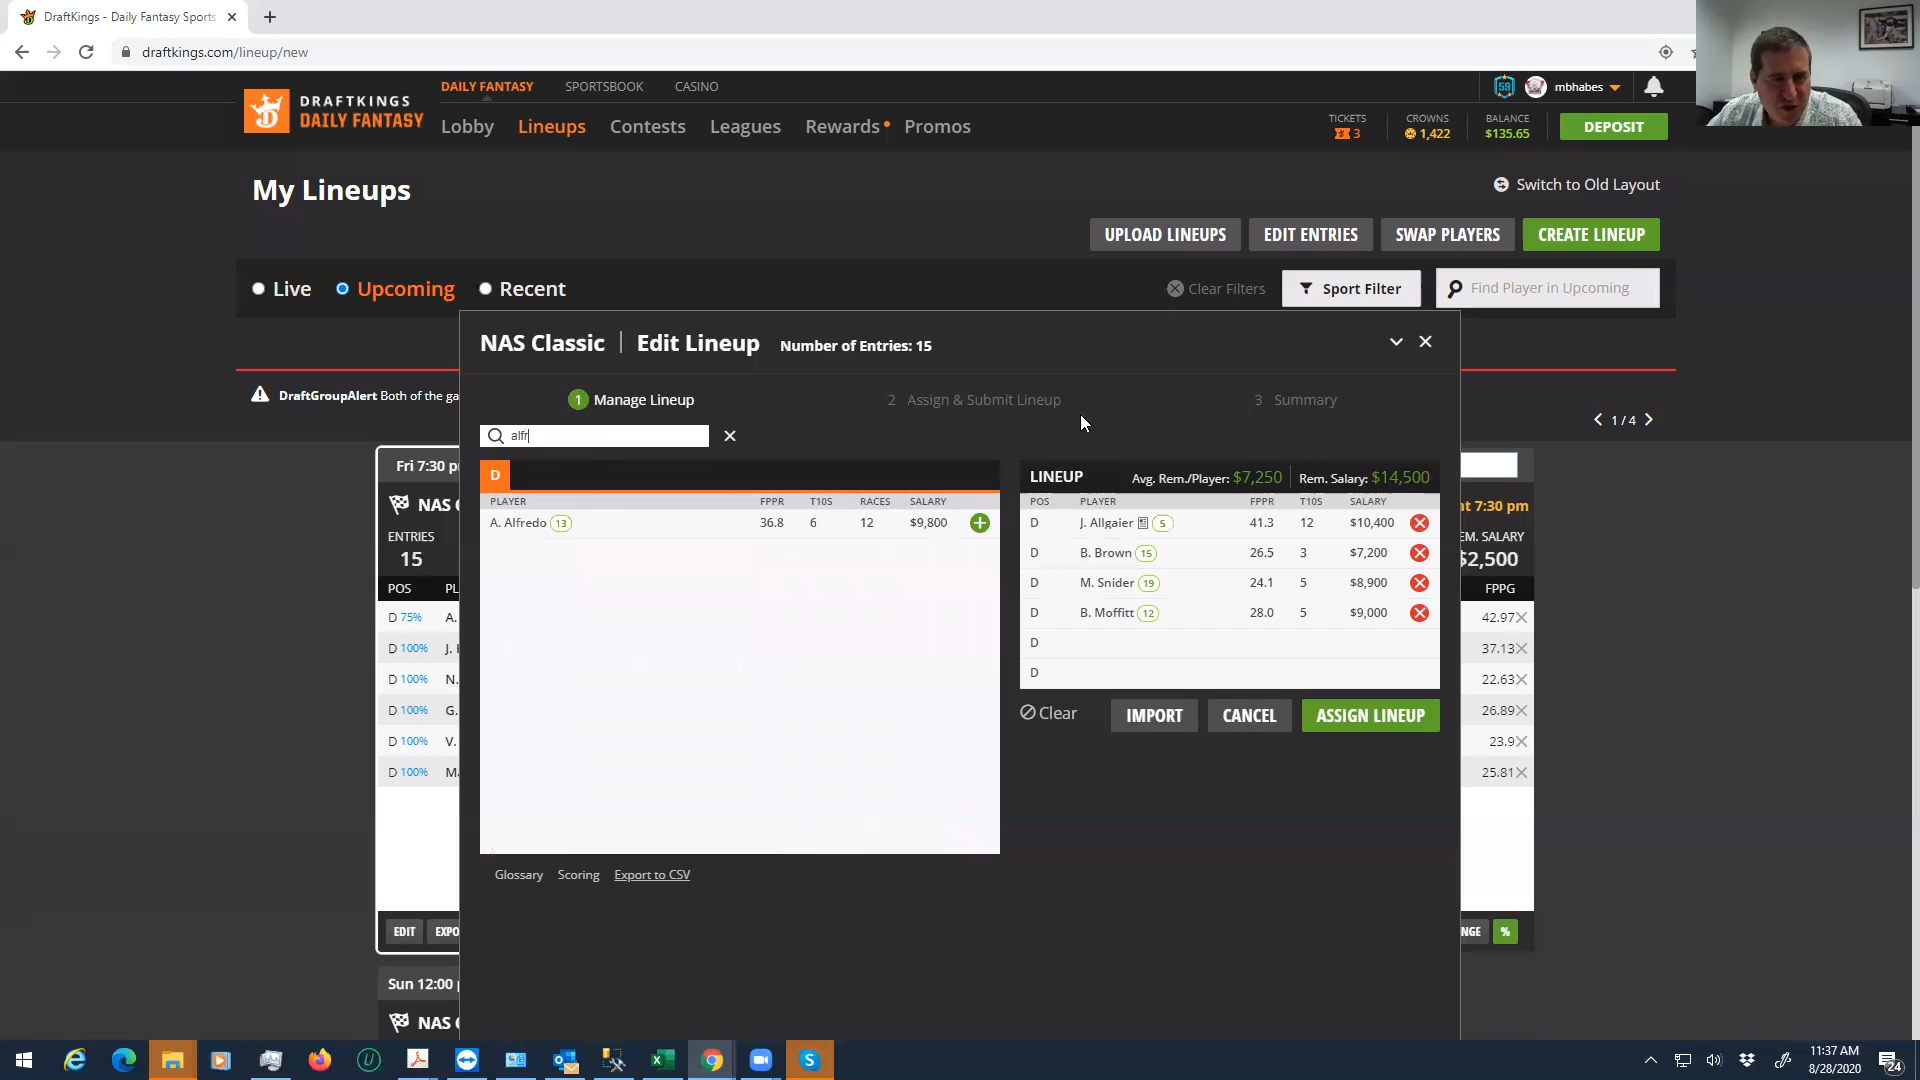 DraftKings - Daily Fantasy Sports
draftkings.com/lineup/new
DRAFTKINGS
DAILY FANTASY
DAILY FANTASY SPORTSBOOK CASINO
59 mbhabes
Lobby Lineups Contests Leagues Rewards Promos
TICKETS CROWNS BALANCE
3 1,422 $135.65
DEPOSIT
My Lineups
Switch to Old Layout
UPLOAD LINEUPS EDIT ENTRIES SWAP PLAYERS CREATE LINEUP
Live Upcoming Recent
Clear Filters Sport Filter Find Player in Upcoming
NAS Classic | Edit Lineup Number of Entries: 15
DraftGroupAlert Both of the ga
1 Manage Lineup 2 Assign & Submit Lineup 3 Summary
1 / 4
alfr
Fri 7:30 p
NAS C
ENTRIES
15
POS PL
D 75% A.
D 100% J.
D 100% N.
D 100% G.
D 100% V.
D 100% M
EDIT EXPO
Sun 12:00
NAS C
D
PLAYER FPPR T10S RACES SALARY
A. Alfredo 13 36.8 6 12 $9,800
Glossary Scoring Export to CSV
LINEUP Avg. Rem./Player: $7,250 Rem. Salary: $14,500
POS PLAYER FPPR T10S SALARY
D J. Allgaier 5 41.3 12 $10,400
D B. Brown 15 26.5 3 $7,200
D M. Snider 19 24.1 5 $8,900
D B. Moffitt 12 28.0 5 $9,000
D
D
Clear IMPORT CANCEL ASSIGN LINEUP
at 7:30 pm
EM. SALARY
$2,500
FPPG
42.97
37.13
22.63
26.89
23.9
25.81
NGE %
11:37 AM
8/28/2020
24